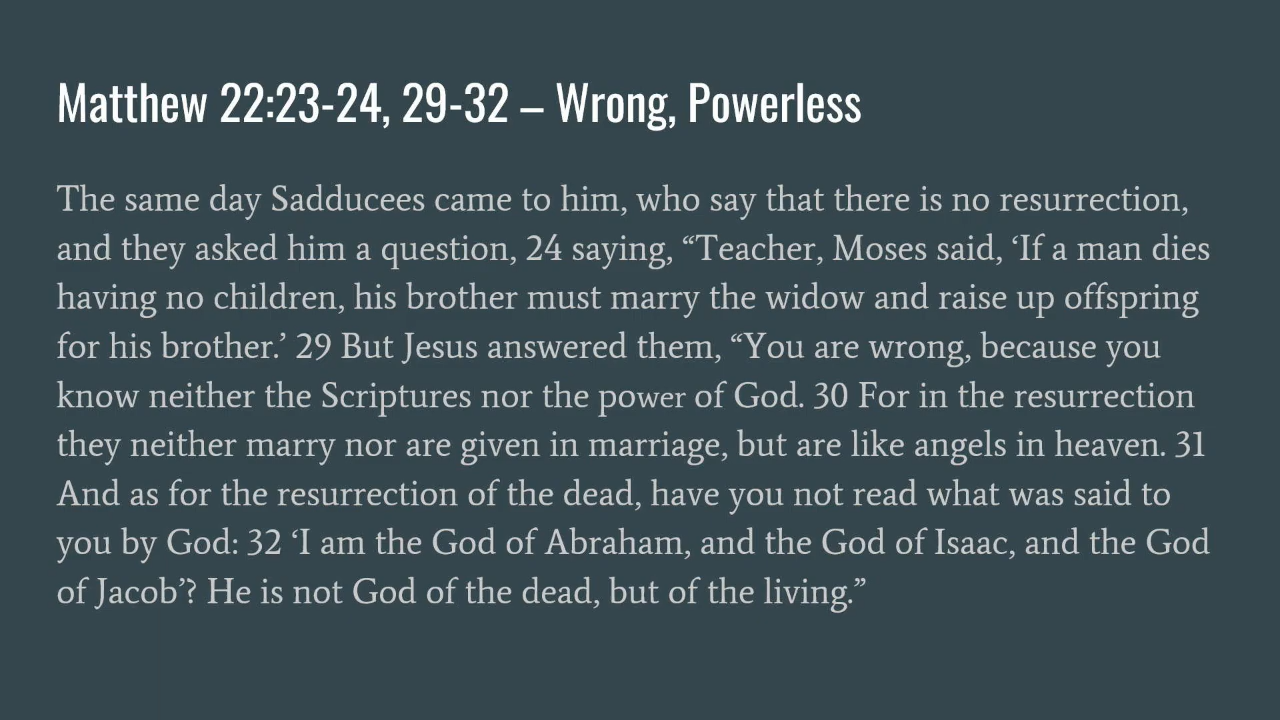 Matthew 22:23-24, 29-32 – Wrong, Powerless
The same day Sadducees came to him, who say that there is no resurrection,
and they asked him a question, 24 saying, “Teacher, Moses said, ‘If a man dies
having no children, his brother must marry the widow and raise up offspring
for his brother.’ 29 But Jesus answered them, “You are wrong, because you
know neither the Scriptures nor the power of God. 30 For in the resurrection
they neither marry nor are given in marriage, but are like angels in heaven. 31
And as for the resurrection of the dead, have you not read what was said to
you by God: 32 ‘I am the God of Abraham, and the God of Isaac, and the God
of Jacob’? He is not God of the dead, but of the living.”